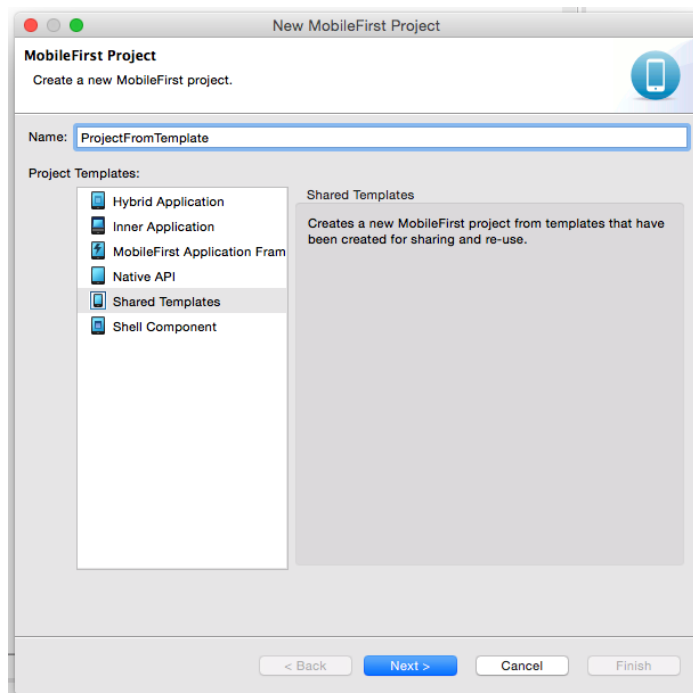 New MobileFirst Project
MobileFirst Project
Create a new MobileFirst project.
Name: ProjectFromTemplate
Project Templates:
Hybrid Application
Inner Application
MobileFirst Application Fram
Native API
Shared Templates
Shell Component
Shared Templates
Creates a new MobileFirst project from templates that have
been created for sharing and re-use.
< Back Next > Cancel Finish